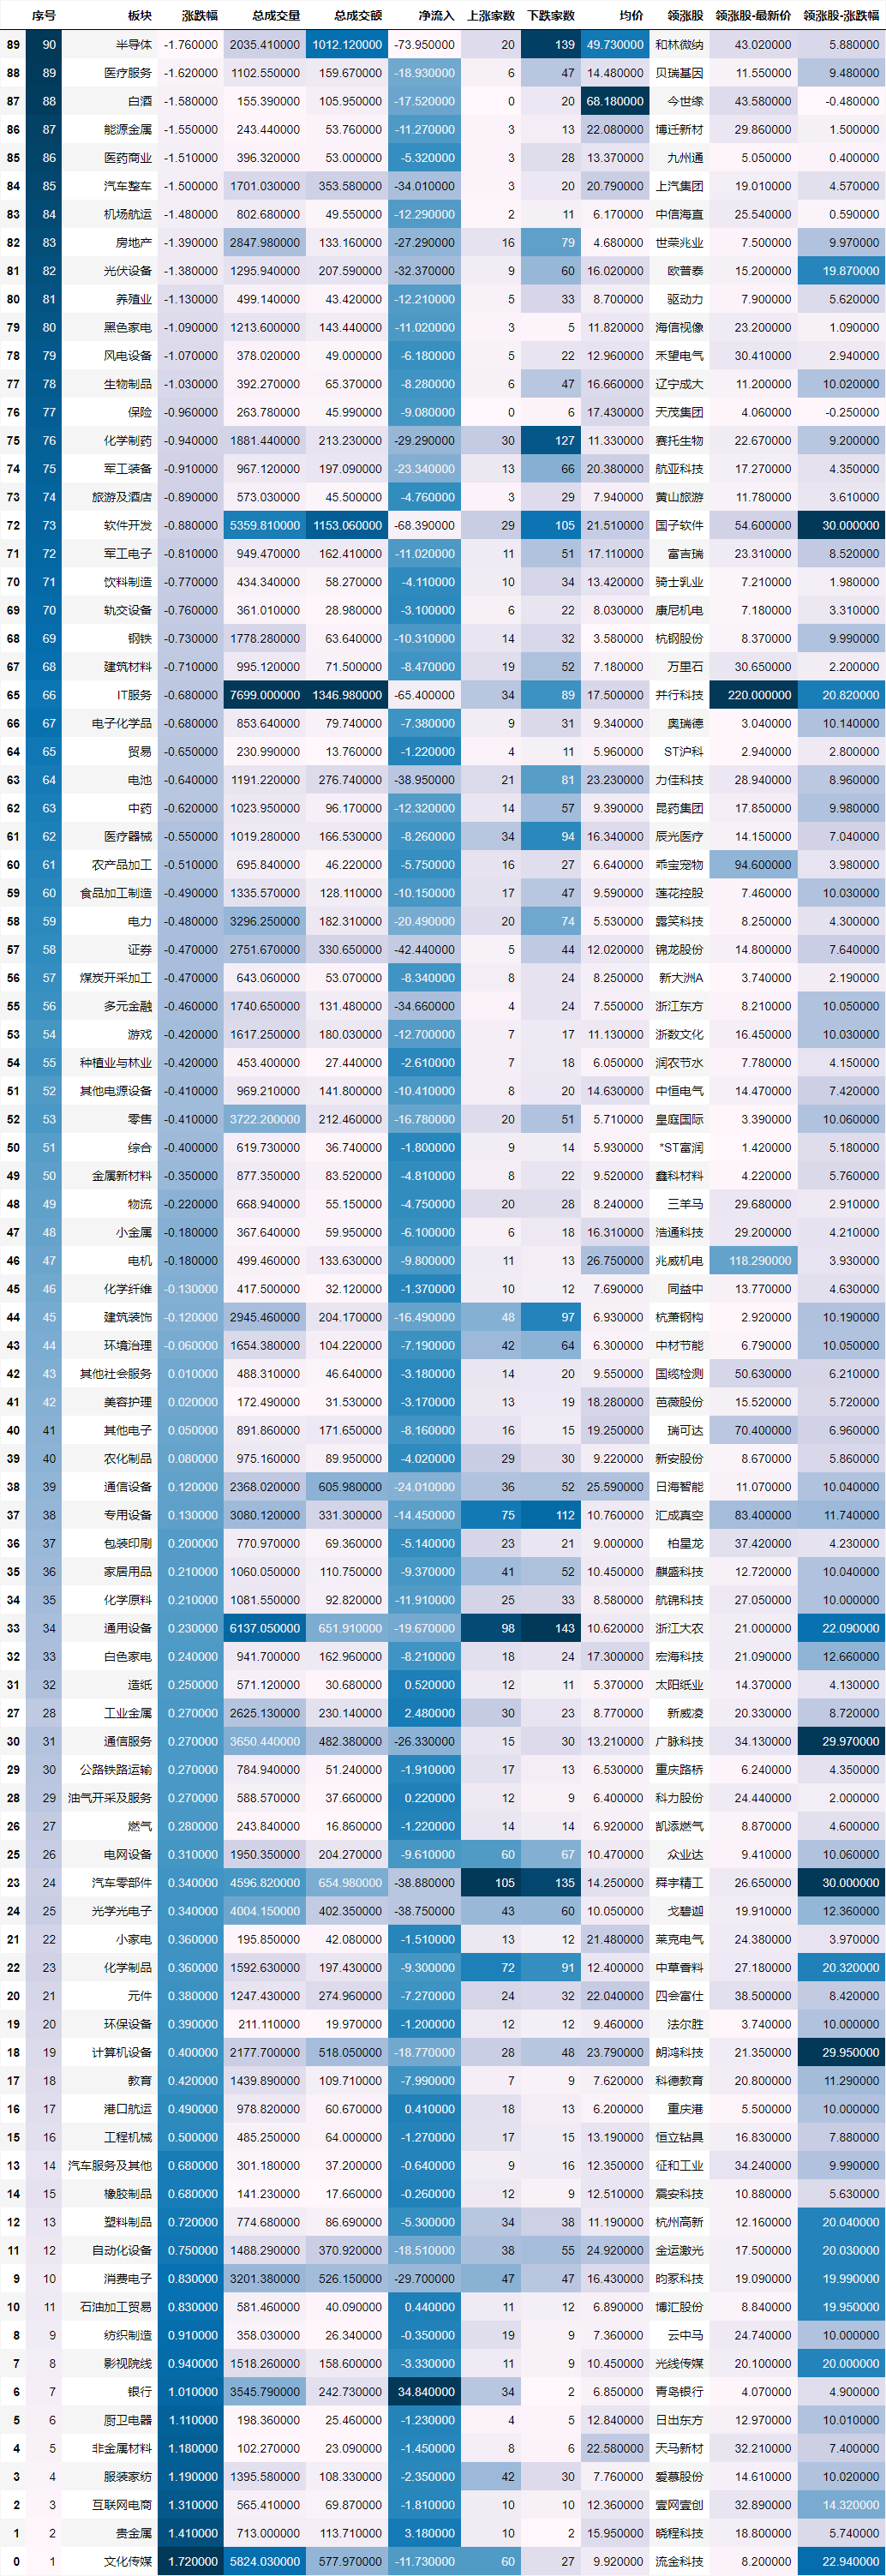 序号 板块 涨跌幅 总成交量 总成交额 净流入 上涨家数 下跌家数 均价 领涨股 领涨股-最新价 领涨股-涨跌幅
89 90 半导体 -1.760000 2035.410000 1012.120000 -73.950000 20 139 49.730000 和林微纳 43.020000 5.880000
88 89 医疗服务 -1.620000 1102.550000 159.670000 -18.930000 6 47 14.480000 贝瑞基因 11.550000 9.480000
87 88 白酒 -1.580000 155.390000 105.950000 -17.520000 0 20 68.180000 今世缘 43.580000 -0.480000
86 87 能源金属 -1.550000 243.440000 53.760000 -11.270000 3 13 22.080000 博迁新材 29.860000 1.500000
85 86 医药商业 -1.510000 396.320000 53.000000 -5.320000 3 28 13.370000 九州通 5.050000 0.400000
84 85 汽车整车 -1.500000 1701.030000 353.580000 -34.010000 3 20 20.790000 上汽集团 19.010000 4.570000
83 84 机场航运 -1.480000 802.680000 49.550000 -12.290000 2 11 6.170000 中信海直 25.540000 0.590000
82 83 房地产 -1.390000 2847.980000 133.160000 -27.290000 16 79 4.680000 世荣兆业 7.500000 9.970000
81 82 光伏设备 -1.380000 1295.940000 207.590000 -32.370000 9 60 16.020000 欧普泰 15.200000 19.870000
80 81 养殖业 -1.130000 499.140000 43.420000 -12.210000 5 33 8.700000 驱动力 7.900000 5.620000
79 80 黑色家电 -1.090000 1213.600000 143.440000 -11.020000 3 5 11.820000 海信视像 23.200000 1.090000
78 79 风电设备 -1.070000 378.020000 49.000000 -6.180000 5 22 12.960000 禾望电气 30.410000 2.940000
77 78 生物制品 -1.030000 392.270000 65.370000 -8.280000 6 47 16.660000 辽宁成大 11.200000 10.020000
76 77 保险 -0.960000 263.780000 45.990000 -9.080000 0 6 17.430000 天茂集团 4.060000 -0.250000
75 76 化学制药 -0.940000 1881.440000 213.230000 -29.290000 30 127 11.330000 赛托生物 22.670000 9.200000
74 75 军工装备 -0.910000 967.120000 197.090000 -23.340000 13 66 20.380000 航亚科技 17.270000 4.350000
73 74 旅游及酒店 -0.890000 573.030000 45.500000 -4.760000 3 29 7.940000 黄山旅游 11.780000 3.610000
72 73 软件开发 -0.880000 5359.810000 1153.060000 -68.390000 29 105 21.510000 国子软件 54.600000 30.000000
71 72 军工电子 -0.810000 949.470000 162.410000 -11.020000 11 51 17.110000 富吉瑞 23.310000 8.520000
70 71 饮料制造 -0.770000 434.340000 58.270000 -4.110000 10 34 13.420000 骑士乳业 7.210000 1.980000
69 70 轨交设备 -0.760000 361.010000 28.980000 -3.100000 6 22 8.030000 康尼机电 7.180000 3.310000
68 69 钢铁 -0.730000 1778.280000 63.640000 -10.310000 14 32 3.580000 杭钢股份 8.370000 9.990000
67 68 建筑材料 -0.710000 995.120000 71.500000 -8.470000 19 52 7.180000 万里石 30.650000 2.200000
65 66 IT服务 -0.680000 7699.000000 1346.980000 -65.400000 34 89 17.500000 并行科技 220.000000 20.820000
66 67 电子化学品 -0.680000 853.640000 79.740000 -7.380000 9 31 9.340000 奥瑞德 3.040000 10.140000
64 65 贸易 -0.650000 230.990000 13.760000 -1.220000 4 11 5.960000 ST沪科 2.940000 2.800000
63 64 电池 -0.640000 1191.220000 276.740000 -38.950000 21 81 23.230000 力佳科技 28.940000 8.960000
62 63 中药 -0.620000 1023.950000 96.170000 -12.320000 14 57 9.390000 昆药集团 17.850000 9.980000
61 62 医疗器械 -0.550000 1019.280000 166.530000 -8.260000 34 94 16.340000 辰光医疗 14.150000 7.040000
60 61 农产品加工 -0.510000 695.840000 46.220000 -5.750000 16 27 6.640000 乖宝宠物 94.600000 3.980000
59 60 食品加工制造 -0.490000 1335.570000 128.110000 -10.150000 17 47 9.590000 莲花控股 7.460000 10.030000
58 59 电力 -0.480000 3296.250000 182.310000 -20.490000 20 74 5.530000 露笑科技 8.250000 4.300000
57 58 证券 -0.470000 2751.670000 330.650000 -42.440000 5 44 12.020000 锦龙股份 14.800000 7.640000
56 57 煤炭开采加工 -0.470000 643.060000 53.070000 -8.340000 8 24 8.250000 新大洲A 3.740000 2.190000
55 56 多元金融 -0.460000 1740.650000 131.480000 -34.660000 4 24 7.550000 浙江东方 8.210000 10.050000
53 54 游戏 -0.420000 1617.250000 180.030000 -12.700000 7 17 11.130000 浙数文化 16.450000 10.030000
54 55 种植业与林业 -0.420000 453.400000 27.440000 -2.610000 7 18 6.050000 润农节水 7.780000 4.150000
51 52 其他电源设备 -0.410000 969.210000 141.800000 -10.410000 8 20 14.630000 中恒电气 14.470000 7.420000
52 53 零售 -0.410000 3722.200000 212.460000 -16.780000 20 51 5.710000 皇庭国际 3.390000 10.060000
50 51 综合 -0.400000 619.730000 36.740000 -1.800000 9 14 5.930000 *ST富润 1.420000 5.180000
49 50 金属新材料 -0.350000 877.350000 83.520000 -4.810000 8 22 9.520000 鑫科材料 4.220000 5.760000
48 49 物流 -0.220000 668.940000 55.150000 -4.750000 20 28 8.240000 三羊马 29.680000 2.910000
47 48 小金属 -0.180000 367.640000 59.950000 -6.100000 6 18 16.310000 浩通科技 29.200000 4.210000
46 47 电机 -0.180000 499.460000 133.630000 -9.800000 11 13 26.750000 兆威机电 118.290000 3.930000
45 46 化学纤维 -0.130000 417.500000 32.120000 -1.370000 10 12 7.690000 同益中 13.770000 4.630000
44 45 建筑装饰 -0.120000 2945.460000 204.170000 -16.490000 48 97 6.930000 杭萧钢构 2.920000 10.190000
43 44 环境治理 -0.060000 1654.380000 104.220000 -7.190000 42 64 6.300000 中材节能 6.790000 10.050000
42 43 其他社会服务 0.010000 488.310000 46.640000 -3.180000 14 20 9.550000 国缆检测 50.630000 6.210000
41 42 美容护理 0.020000 172.490000 31.530000 -3.170000 13 19 18.280000 芭薇股份 15.520000 5.720000
40 41 其他电子 0.050000 891.860000 171.650000 -8.160000 16 15 19.250000 瑞可达 70.400000 6.960000
39 40 农化制品 0.080000 975.160000 89.950000 -4.020000 29 30 9.220000 新安股份 8.670000 5.860000
38 39 通信设备 0.120000 2368.020000 605.980000 -24.010000 36 52 25.590000 日海智能 11.070000 10.040000
37 38 专用设备 0.130000 3080.120000 331.300000 -14.450000 75 112 10.760000 汇成真空 83.400000 11.740000
36 37 包装印刷 0.200000 770.970000 69.360000 -5.140000 23 21 9.000000 柏星龙 37.420000 4.230000
35 36 家居用品 0.210000 1060.050000 110.750000 -9.370000 41 52 10.450000 麒盛科技 12.720000 10.040000
34 35 化学原料 0.210000 1081.550000 92.820000 -11.910000 25 33 8.580000 航锦科技 27.050000 10.000000
33 34 通用设备 0.230000 6137.050000 651.910000 -19.670000 98 143 10.620000 浙江大农 21.000000 22.090000
32 33 白色家电 0.240000 941.700000 162.960000 -8.210000 18 24 17.300000 宏海科技 21.090000 12.660000
31 32 造纸 0.250000 571.120000 30.680000 0.520000 12 11 5.370000 太阳纸业 14.370000 4.130000
27 28 工业金属 0.270000 2625.130000 230.140000 2.480000 30 23 8.770000 新威凌 20.330000 8.720000
30 31 通信服务 0.270000 3650.440000 482.380000 -26.330000 15 30 13.210000 广脉科技 34.130000 29.970000
29 30 公路铁路运输 0.270000 784.940000 51.240000 -1.910000 17 13 6.530000 重庆路桥 6.240000 4.350000
28 29 油气开采及服务 0.270000 588.570000 37.660000 0.220000 12 9 6.400000 科力股份 24.440000 2.000000
26 27 燃气 0.280000 243.840000 16.860000 -1.220000 14 14 6.920000 凯添燃气 8.870000 4.600000
25 26 电网设备 0.310000 1950.350000 204.270000 -9.610000 60 67 10.470000 众业达 9.410000 10.060000
23 24 汽车零部件 0.340000 4596.820000 654.980000 -38.880000 105 135 14.250000 舜宇精工 26.650000 30.000000
24 25 光学光电子 0.340000 4004.150000 402.350000 -38.750000 43 60 10.050000 戈碧迦 19.910000 12.360000
21 22 小家电 0.360000 195.850000 42.080000 -1.510000 13 12 21.480000 莱克电气 24.380000 3.970000
22 23 化学制品 0.360000 1592.630000 197.430000 -9.300000 72 91 12.400000 中草香料 27.180000 20.320000
20 21 元件 0.380000 1247.430000 274.960000 -7.270000 24 32 22.040000 四会富仕 38.500000 8.420000
19 20 环保设备 0.390000 211.110000 19.970000 -1.200000 12 12 9.460000 法尔胜 3.740000 10.000000
18 19 计算机设备 0.400000 2177.700000 518.050000 -18.770000 28 48 23.790000 朗鸿科技 21.350000 29.950000
17 18 教育 0.420000 1439.890000 109.710000 -7.990000 7 9 7.620000 科德教育 20.800000 11.290000
16 17 港口航运 0.490000 978.820000 60.670000 0.410000 18 13 6.200000 重庆港 5.500000 10.000000
15 16 工程机械 0.500000 485.250000 64.000000 -1.270000 17 15 13.190000 恒立钻具 16.830000 7.880000
13 14 汽车服务及其他 0.680000 301.180000 37.200000 -0.640000 9 16 12.350000 征和工业 34.240000 9.990000
14 15 橡胶制品 0.680000 141.230000 17.660000 -0.260000 12 9 12.510000 震安科技 10.880000 5.630000
12 13 塑料制品 0.720000 774.680000 86.690000 -5.300000 34 38 11.190000 杭州高新 12.160000 20.040000
11 12 自动化设备 0.750000 1488.290000 370.920000 -18.510000 38 55 24.920000 金运激光 17.500000 20.030000
9 10 消费电子 0.830000 3201.380000 526.150000 -29.700000 47 47 16.430000 昀冢科技 19.090000 19.990000
10 11 石油加工贸易 0.830000 581.460000 40.090000 0.440000 11 12 6.890000 博汇股份 8.840000 19.950000
8 9 纺织制造 0.910000 358.030000 26.340000 -0.350000 19 9 7.360000 云中马 24.740000 10.000000
7 8 影视院线 0.940000 1518.260000 158.600000 -3.330000 11 9 10.450000 光线传媒 20.100000 20.000000
6 7 银行 1.010000 3545.790000 242.730000 34.840000 34 2 6.850000 青岛银行 4.070000 4.900000
5 6 厨卫电器 1.110000 198.360000 25.460000 -1.230000 4 5 12.840000 日出东方 12.970000 10.010000
4 5 非金属材料 1.180000 102.270000 23.090000 -1.450000 8 6 22.580000 天马新材 32.210000 7.400000
3 4 服装家纺 1.190000 1395.580000 108.330000 -2.350000 42 30 7.760000 爱慕股份 14.610000 10.020000
2 3 互联网电商 1.310000 565.410000 69.870000 -1.810000 10 10 12.360000 壹网壹创 32.890000 14.320000
1 2 贵金属 1.410000 713.000000 113.710000 3.180000 10 2 15.950000 晓程科技 18.800000 5.740000
0 1 文化传媒 1.720000 5824.030000 577.970000 -11.730000 60 27 9.920000 流金科技 8.200000 22.940000